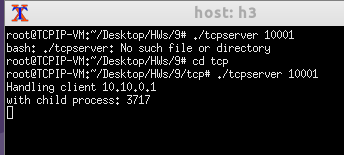 host: h3
root@TCPIP-VM:~/Desktop/HWs/9# ./tcpserver 10001
bash: ./tcpserver: No such file or directory
root@TCPIP-VM:~/Desktop/HWs/9# cd tcp
root@TCPIP-VM:~/Desktop/HWs/9/tcp# ./tcpserver 10001
Handling client 10.10.0.1
with child process: 3717